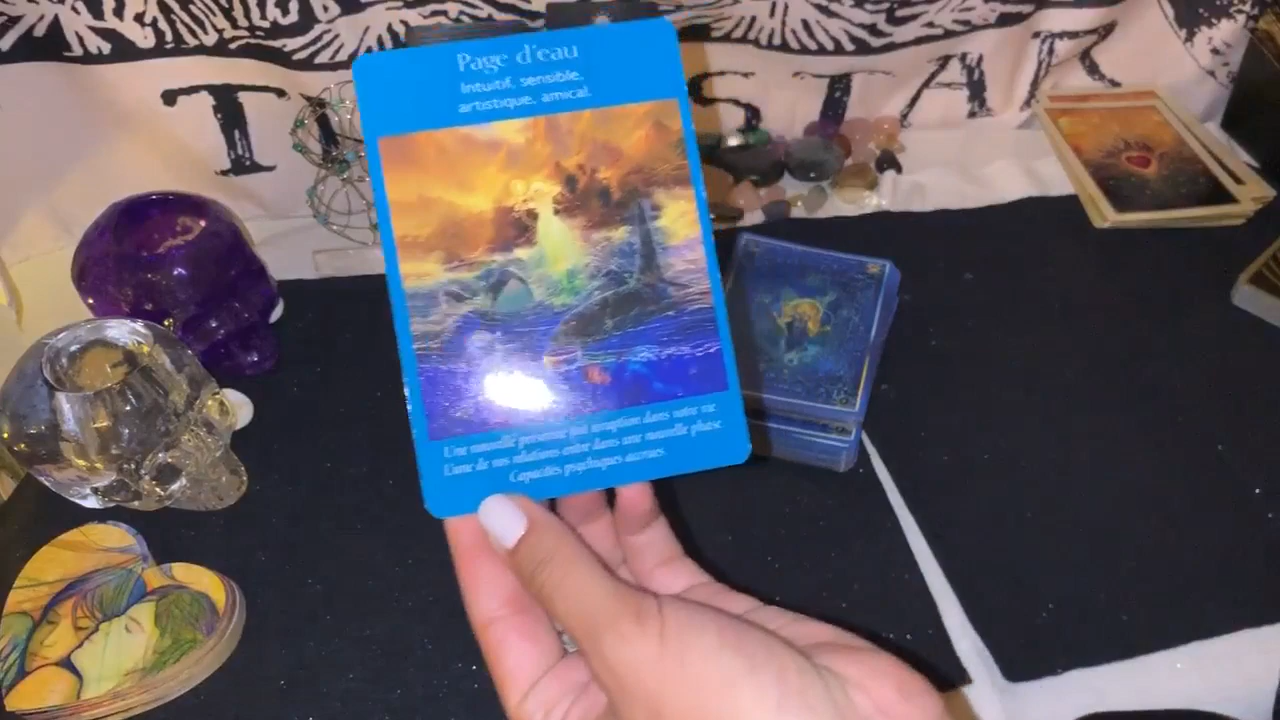 Page d'eau
Intuitif, sensible,
artistique, amical.
T STAR
Une nouvelle personne fait irruption dans votre vie.
L'une de vos relations entre dans une nouvelle phase.
Capacités psychiques accrues.